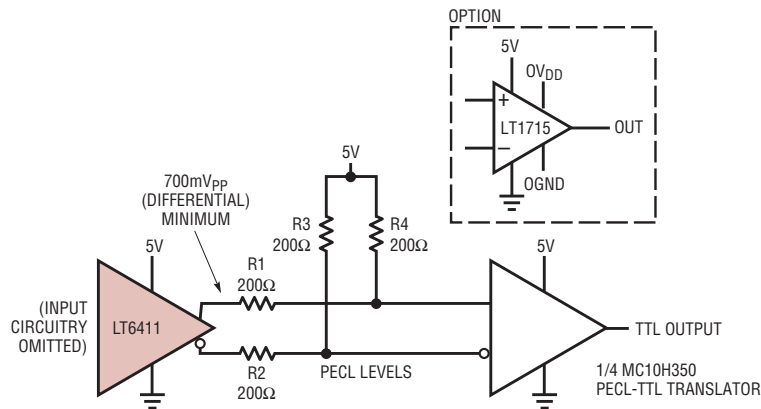 OPTION
5V
OVDD
+
LT1715
OUT
−
OGND
700mVPP
(DIFFERENTIAL)
MINIMUM
5V
R3
200Ω
R4
200Ω
5V
R1
200Ω
5V
(INPUT
CIRCUITRY
OMITTED)
LT6411
TTL OUTPUT
R2
200Ω
PECL LEVELS
1/4 MC10H350
PECL-TTL TRANSLATOR